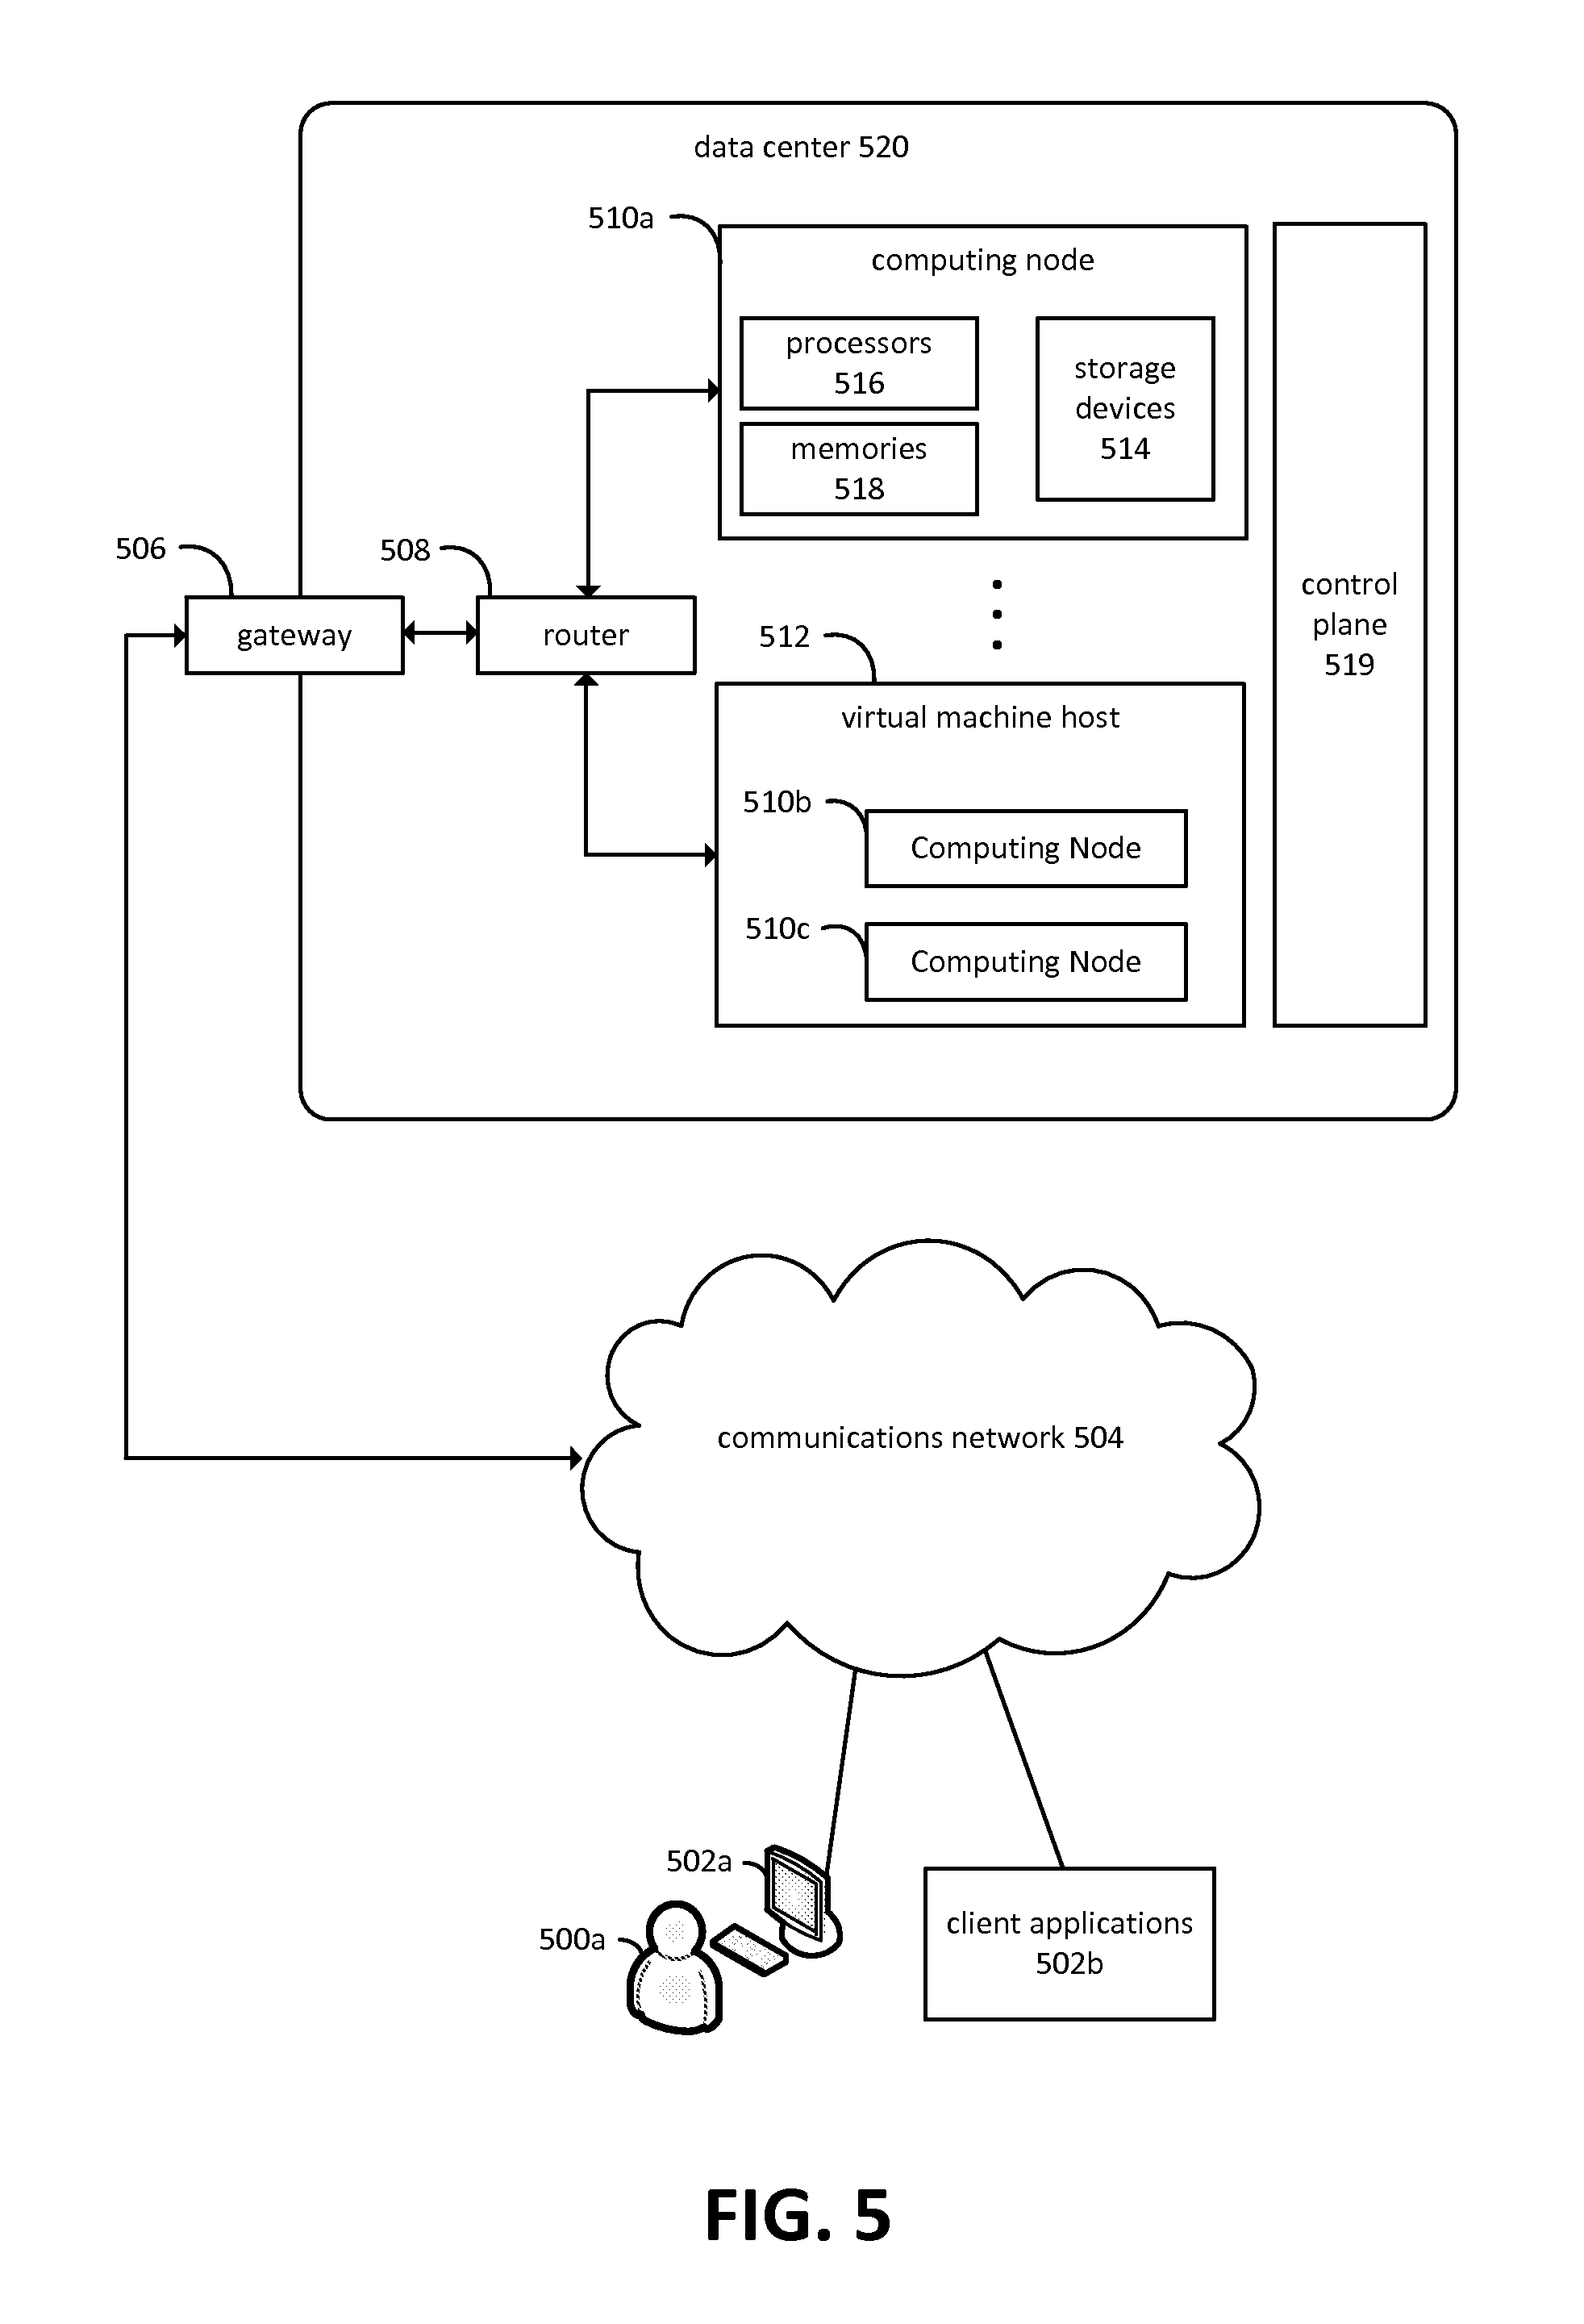 data center 520
510a
computing node
processors
516
memories
518
storage
devices
514
control
plane
519
506
gateway
508
router
512
virtual machine host
510b
Computing Node
510c
Computing Node
communications network 504
502a
500a
client applications
502b
FIG. 5